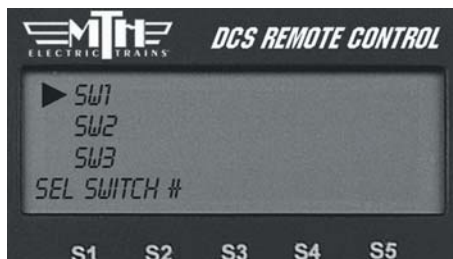 MTH
ELECTRIC TRAINS
DCS REMOTE CONTROL
SW1
SW2
SW3
SEL SWITCH #
S1 S2 S3 S4 S5